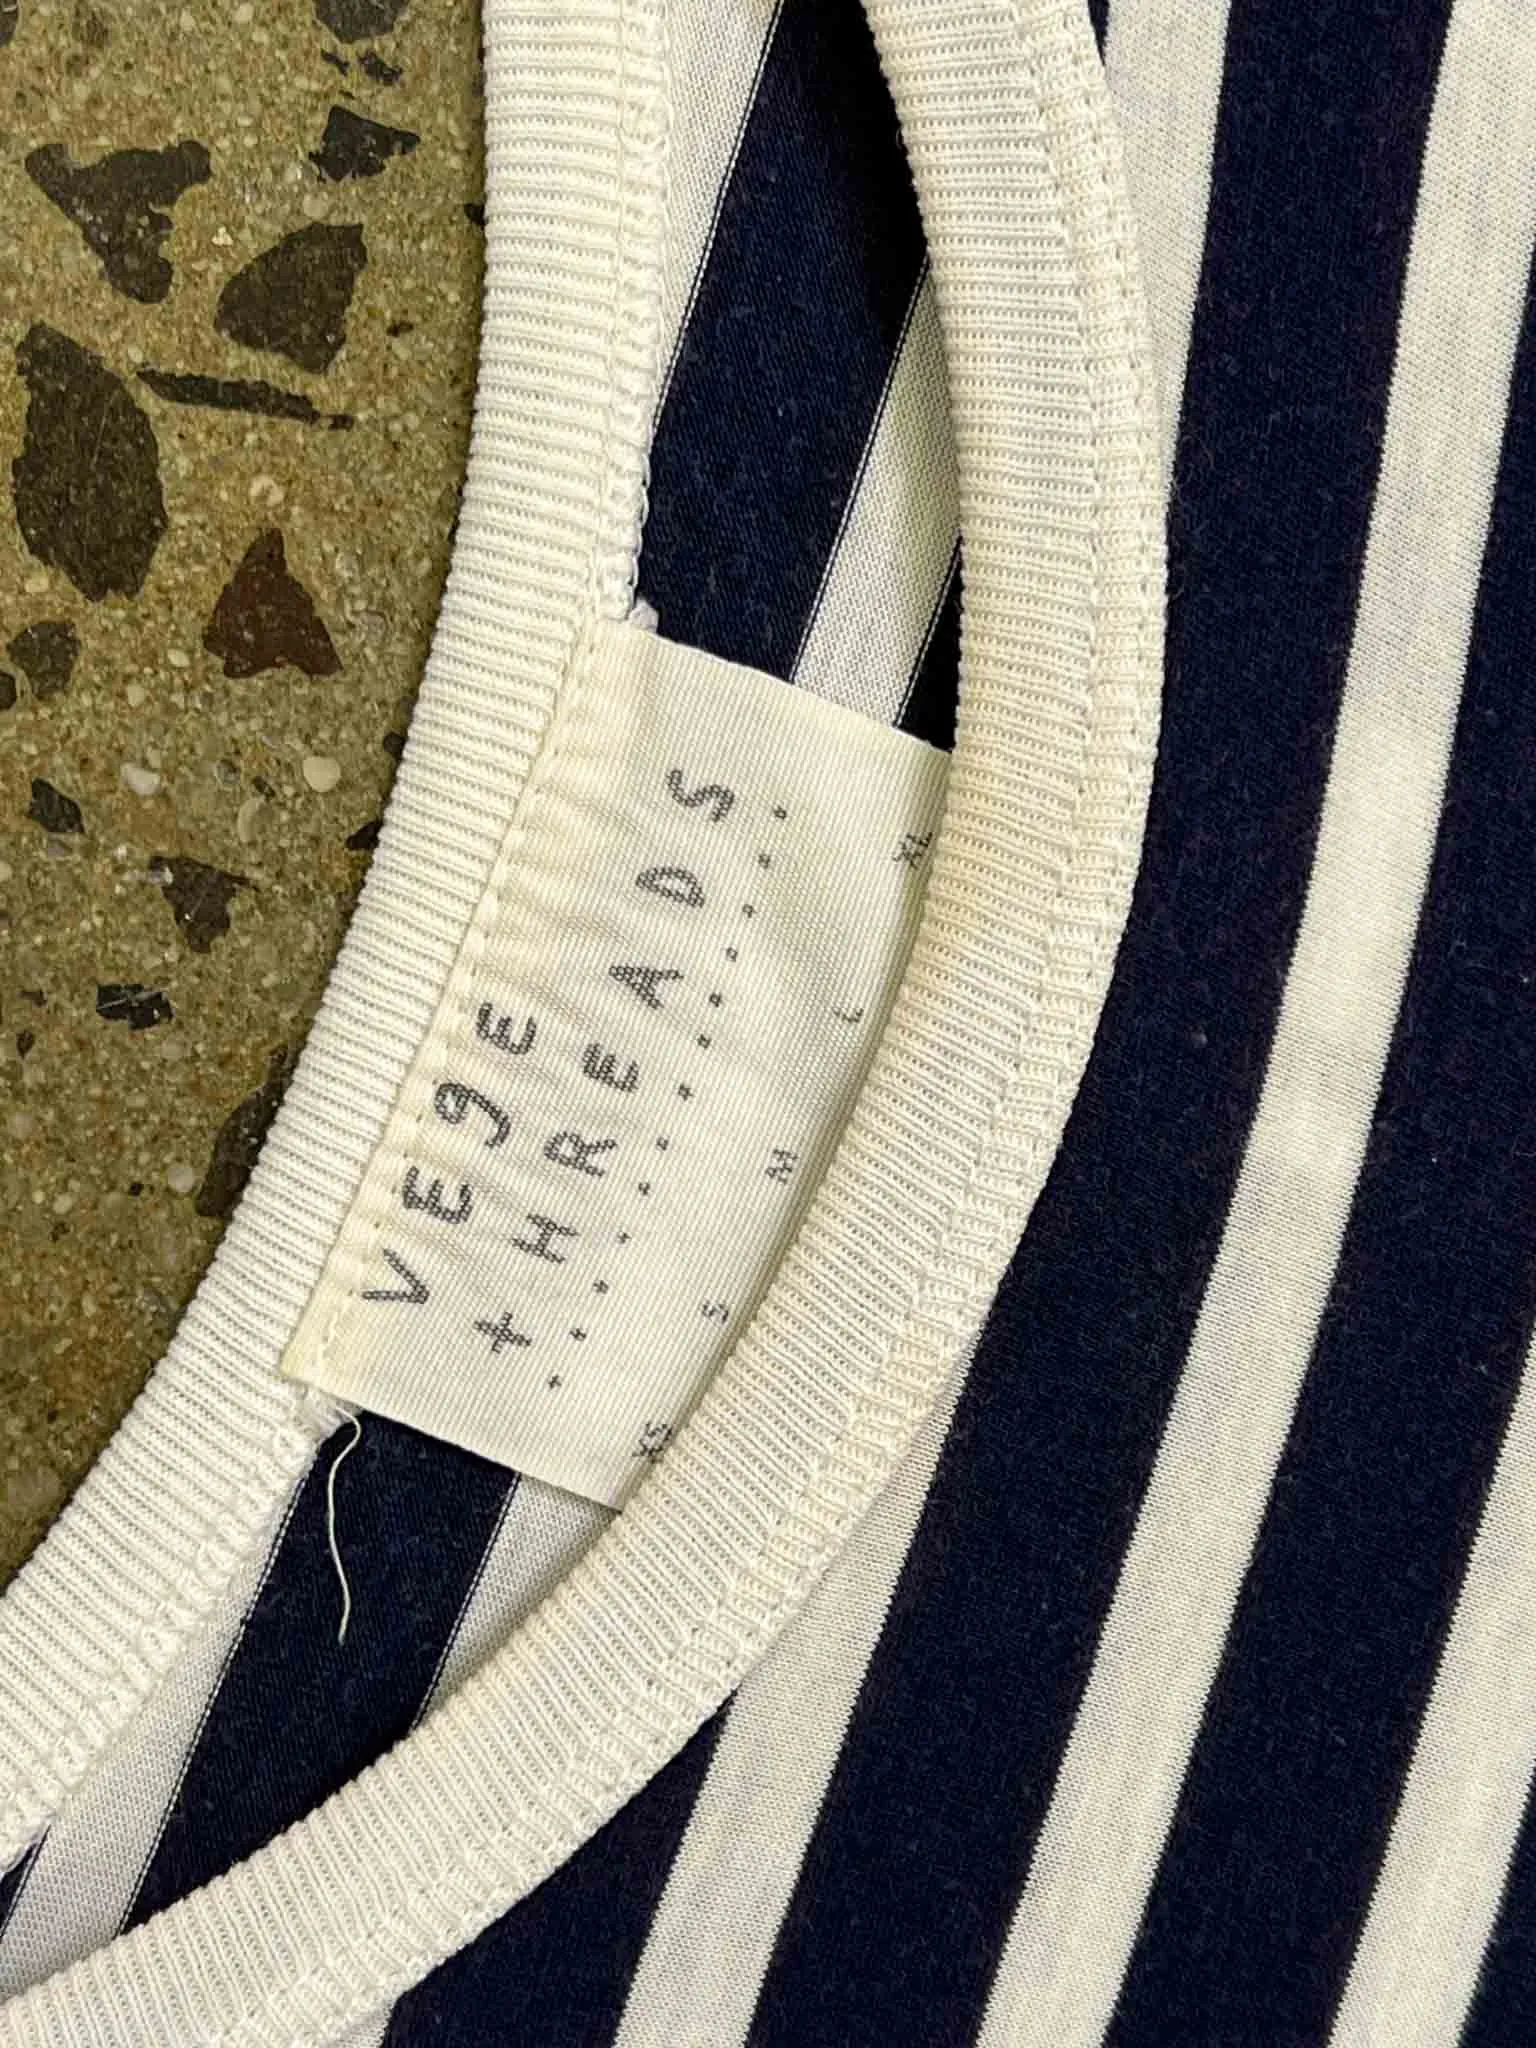 VEgE
tHREADS
XS S M L XL